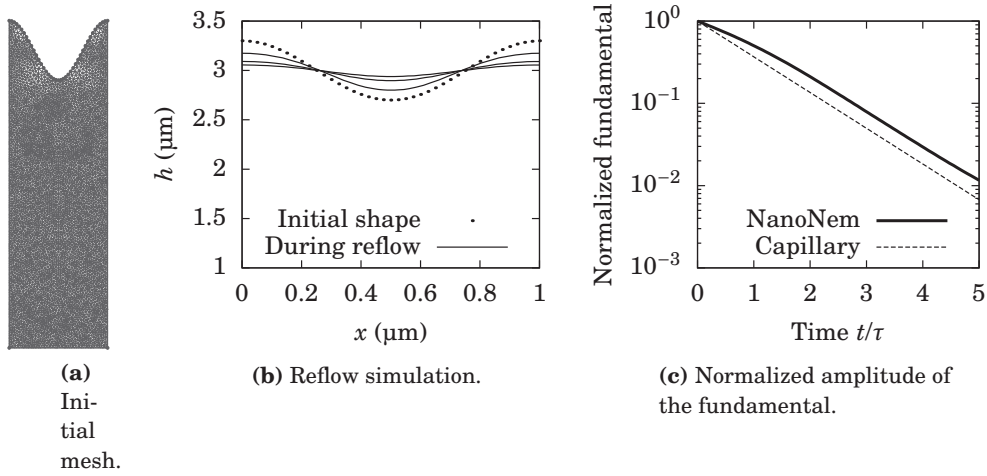 3.5
3
2.5
2
1.5
1
h (μm)
Initial shape
During reflow
0 0.2 0.4 0.6 0.8 1
x (μm)
10^0
10^-1
10^-2
10^-3
Normalized fundamental
NanoNem
Capillary
0 1 2 3 4 5
Time t/τ
(a)
Ini-
tial
mesh.
(b) Reflow simulation.
(c) Normalized amplitude of
the fundamental.